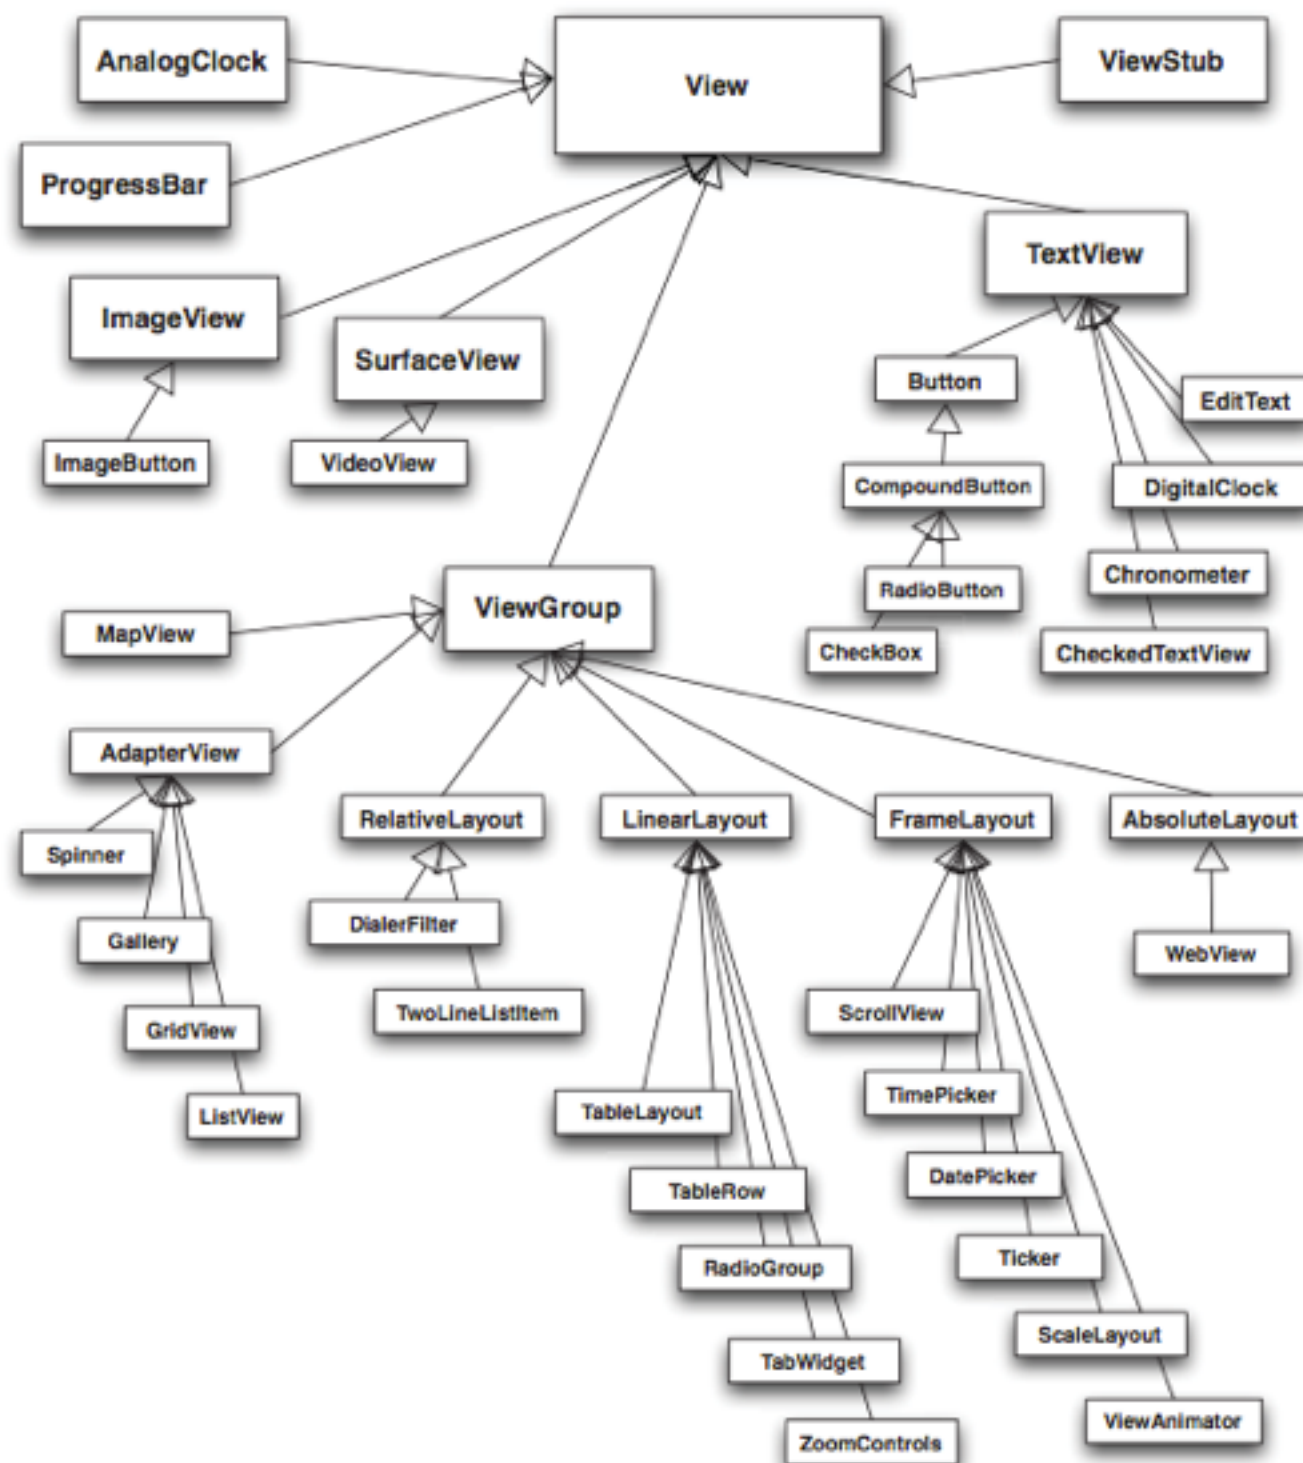 AnalogClock
View
ViewStub
ProgressBar
TextView
ImageView
SurfaceView
Button
EditText
ImageButton
VideoView
CompoundButton
DigitalClock
Chronometer
RadioButton
ViewGroup
MapView
CheckBox
CheckedTextView
AdapterView
RelativeLayout
LinearLayout
FrameLayout
AbsoluteLayout
Spinner
DialerFilter
Gallery
WebView
TwoLineListItem
ScrollView
GridView
TimePicker
TableLayout
ListView
DatePicker
TableRow
Ticker
RadioGroup
ScaleLayout
TabWidget
ViewAnimator
ZoomControls